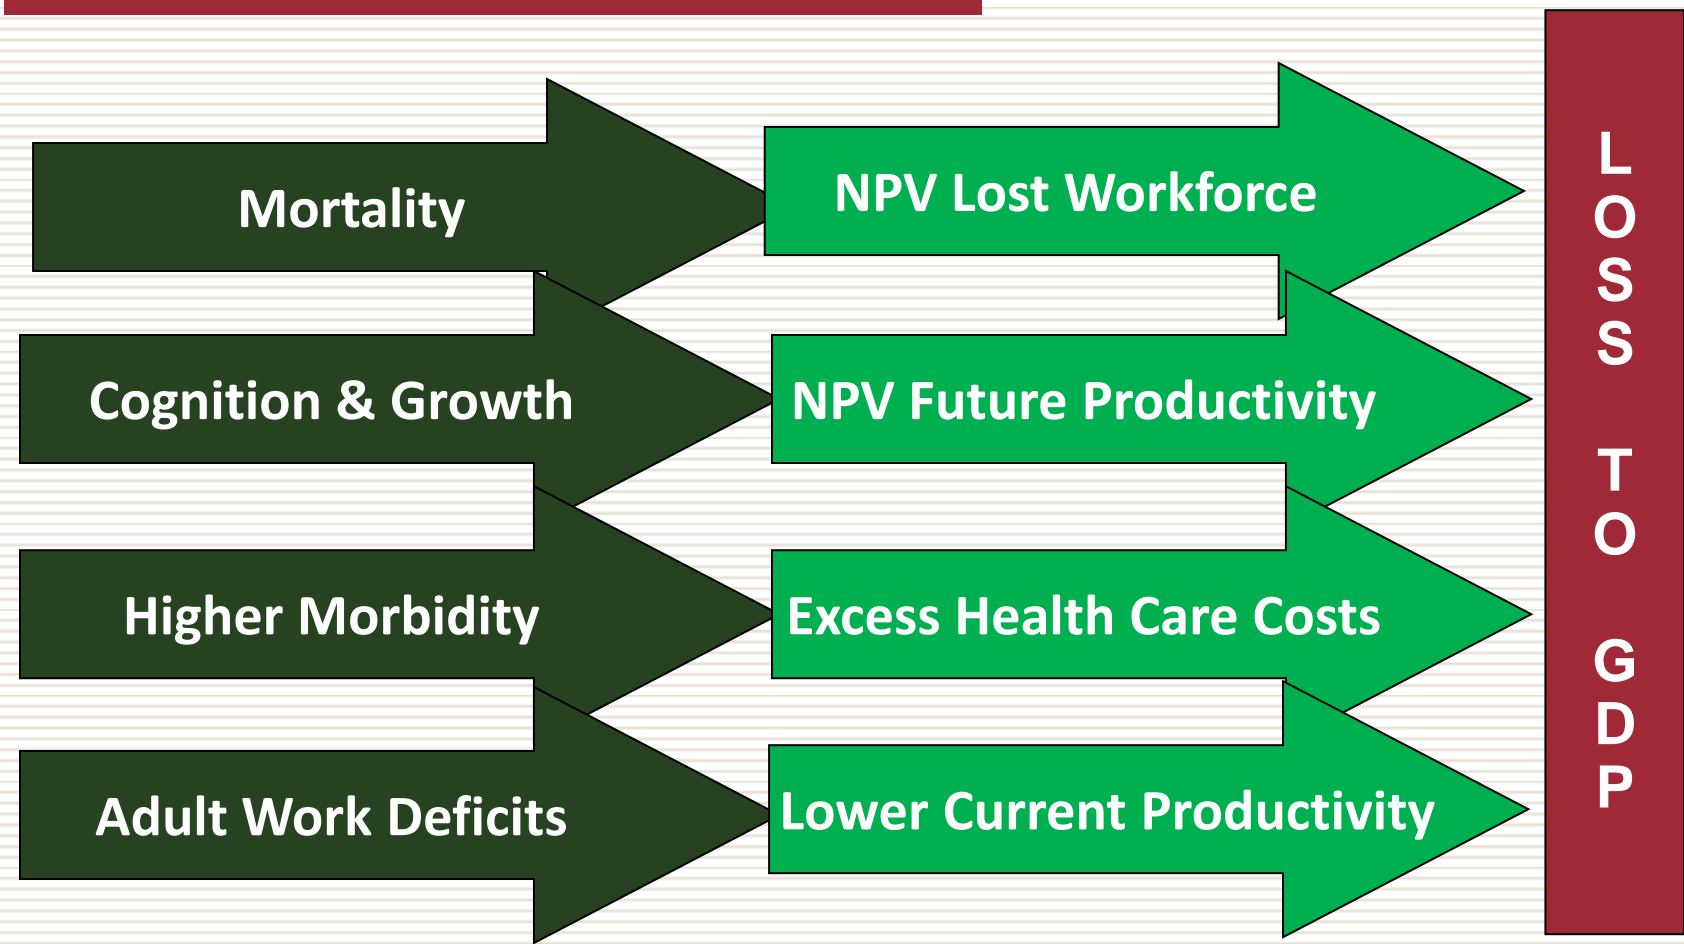 Mortality
NPV Lost Workforce
Cognition & Growth
NPV Future Productivity
Higher Morbidity
Excess Health Care Costs
Adult Work Deficits
Lower Current Productivity
LOSS TO GDP